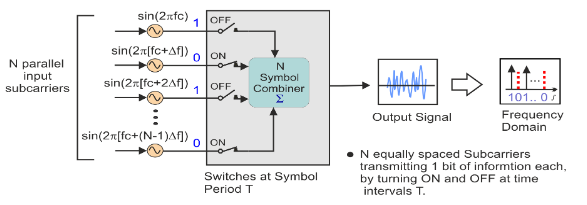 N parallel
input
subcarriers
sin(2πfc)
1
OFF
sin(2π[fc+Δf])
0
ON
sin(2π[fc+2Δf)
1
OFF
sin(2π[fc+(N-1)Δf])
0
ON
N
Symbol
Combiner
Σ
Switches at Symbol
Period T
Output Signal
101.. 0 f
Frequency
Domain
● N equally spaced Subcarriers
transmitting 1 bit of informtion each,
by turning ON and OFF at time
intervals T.